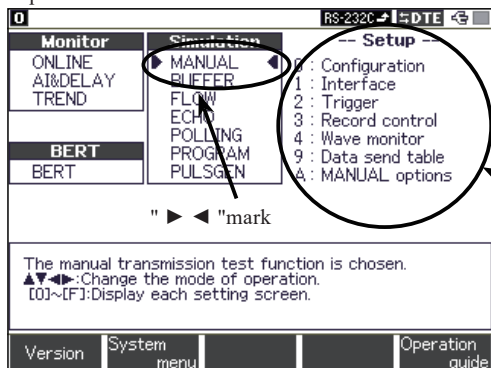 0 RS-232C DTE
Monitor
ONLINE
AI&DELAY
TREND
BERT
BERT
Simulation
MANUAL
BUFFER
FLOW
ECHO
POLLING
PROGRAM
PULSGEN
-- Setup --
0 : Configuration
1 : Interface
2 : Trigger
3 : Record control
4 : Wave monitor
9 : Data send table
A : MANUAL options
" ► ◄ "mark
The manual transmission test function is chosen.
▲▼◄►:Change the mode of operation.
[0]~[F]:Display each setting screen.
Version
System menu
Operation guide